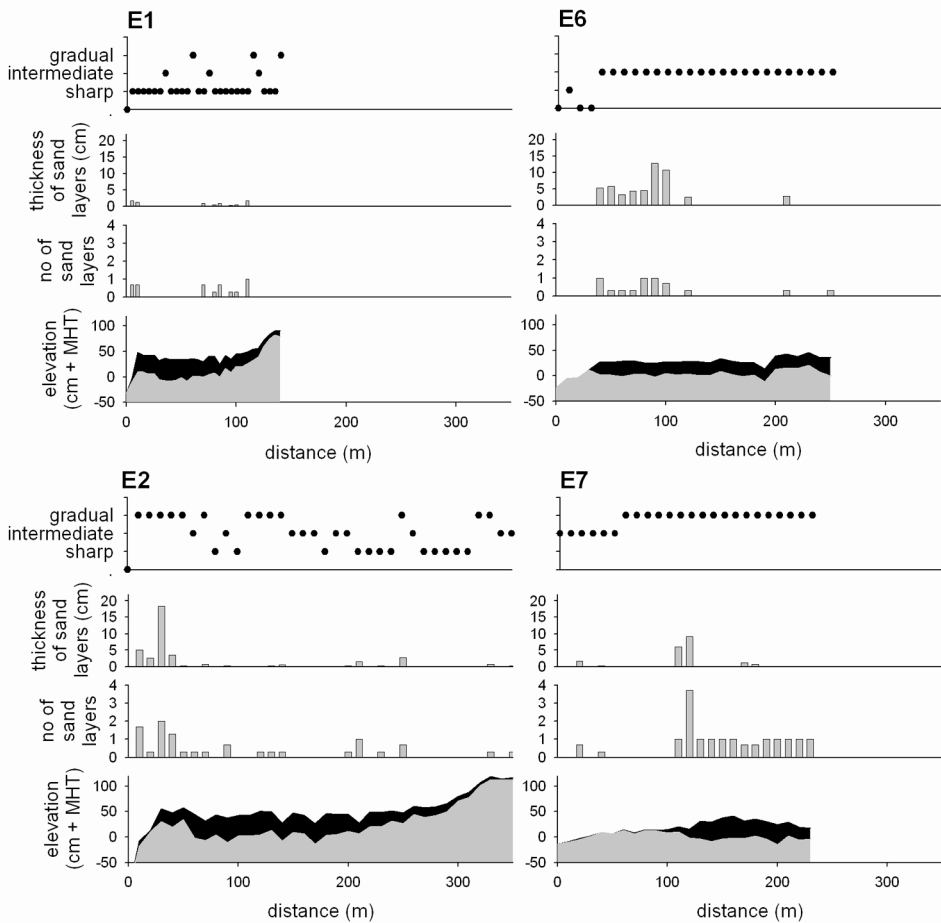 E1
gradual
intermediate
sharp
.
20
15
10
5
0
thickness
of sand
layers (cm)
4
3
2
1
0
no of
sand
layers
100
50
0
-50
elevation
(cm + MHT)
0
100
200
300
distance (m)
E6
.
20
15
10
5
0
4
3
2
1
0
100
50
0
-50
0
100
200
300
distance (m)
E2
gradual
intermediate
sharp
.
20
15
10
5
0
thickness
of sand
layers (cm)
4
3
2
1
0
no of
sand
layers
100
50
0
-50
elevation
(cm + MHT)
0
100
200
300
distance (m)
E7
.
20
15
10
5
0
4
3
2
1
0
100
50
0
-50
0
100
200
300
distance (m)